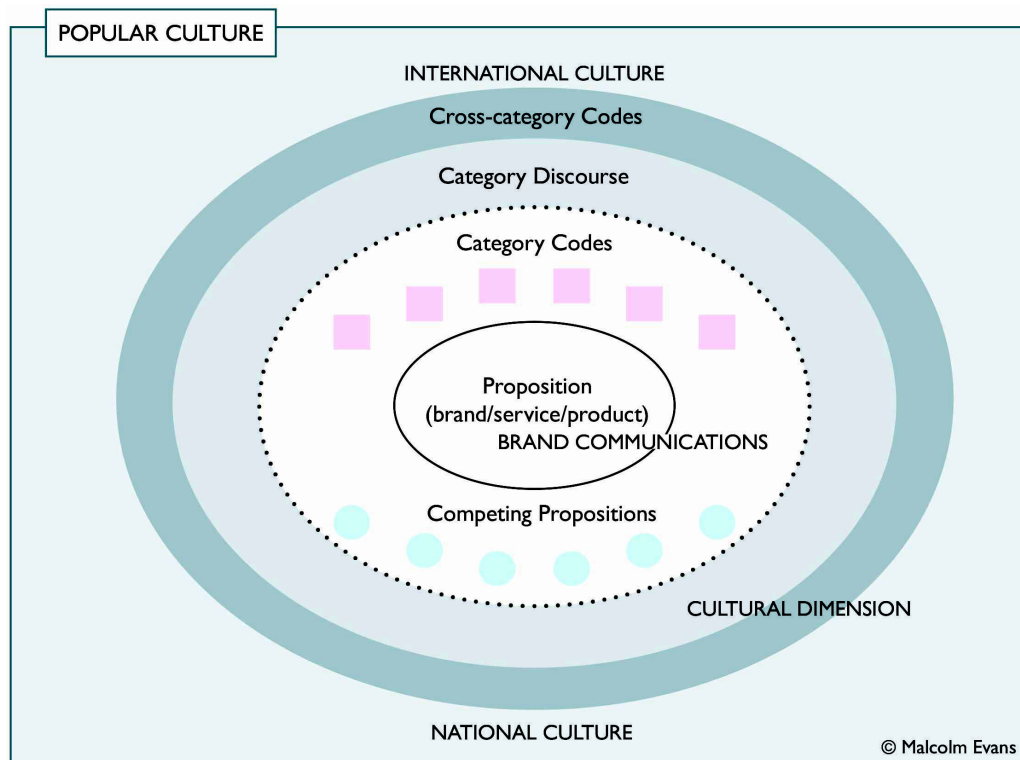 POPULAR CULTURE
INTERNATIONAL CULTURE
Cross-category Codes
Category Discourse
Category Codes
Proposition
(brand/service/product)
BRAND COMMUNICATIONS
Competing Propositions
CULTURAL DIMENSION
NATIONAL CULTURE
© Malcolm Evans